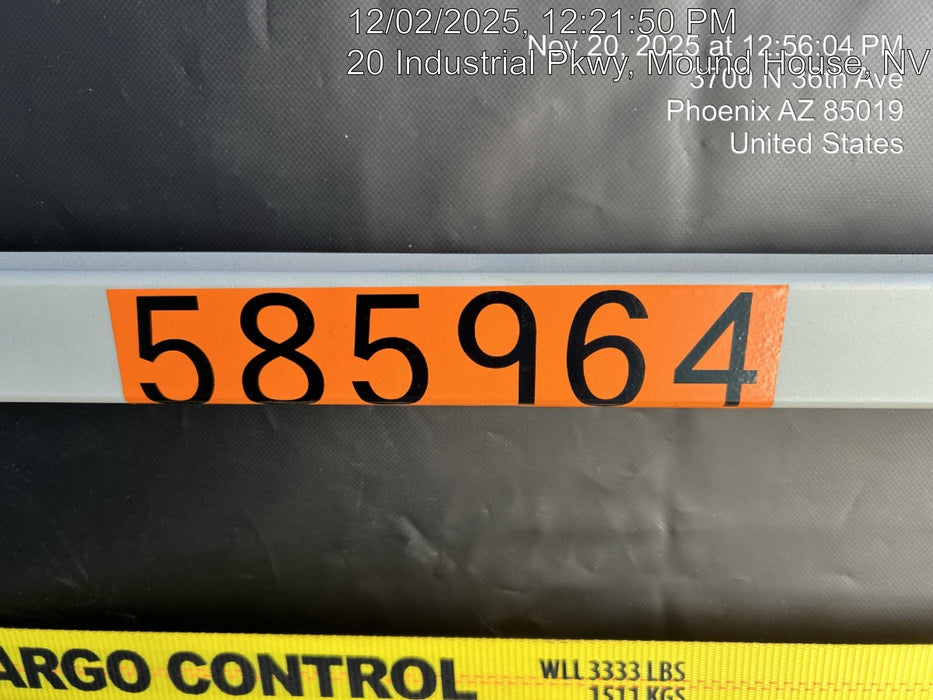 12/02/2025, 12:21:50 PM
Nov 20, 2025 at 12:56:04 PM
20 Industrial Pkwy, Mound House, NV
3700 N 36th Ave
Phoenix AZ 85019
United States
585964
ARGO CONTROL
WLL 3333 LBS
1511 KGS